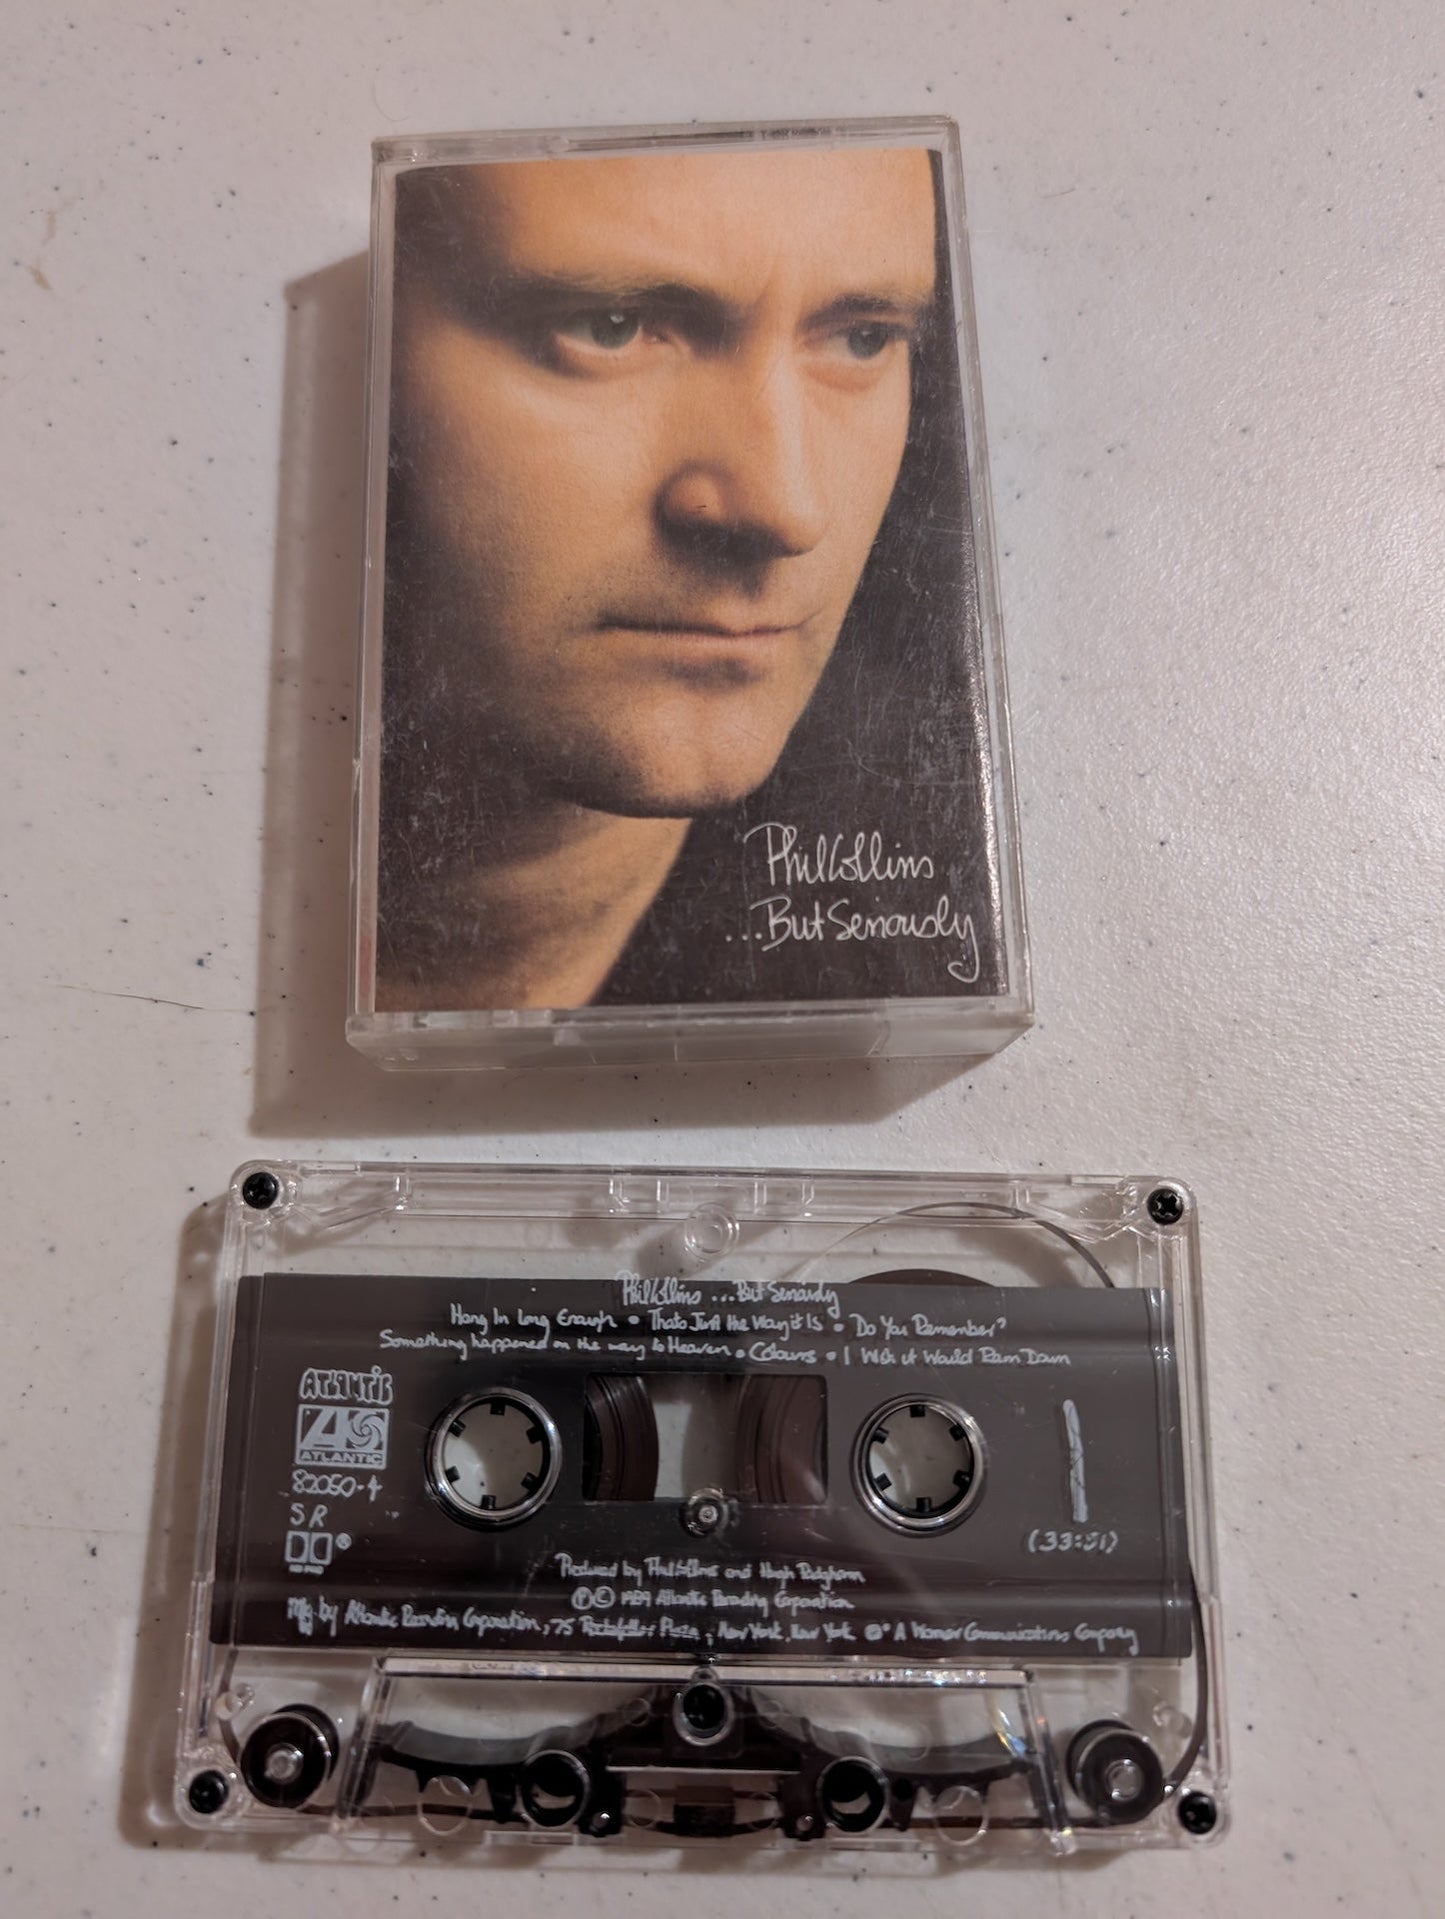 Phil Collins
...But Seriously
Phil Collins ...But Seriously
Hang In Long Enough • That's Just the Way it Is • Do You Remember?
Something happened on the way to Heaven • Colours • I Wish it Would Rain Down
ATLANTIC
ATLANTIC
82050-4
SR
1
(33:51)
Produced by Phil Collins and Hugh Padgham
℗© 1989 Atlantic Recording Corporation
Mfg. by Atlantic Recording Corporation, 75 Rockefeller Plaza, New York, New York A Warner Communications Company